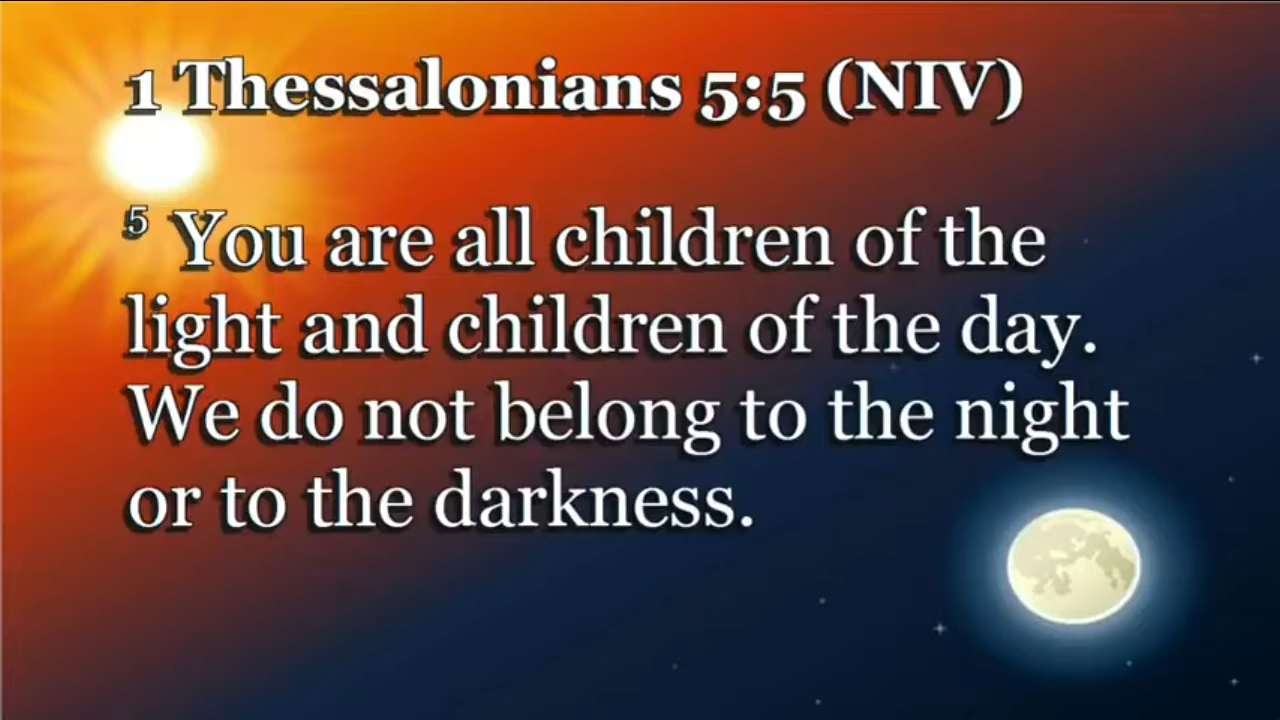 1 Thessalonians 5:5 (NIV)
5 You are all children of the
light and children of the day.
We do not belong to the night
or to the darkness.